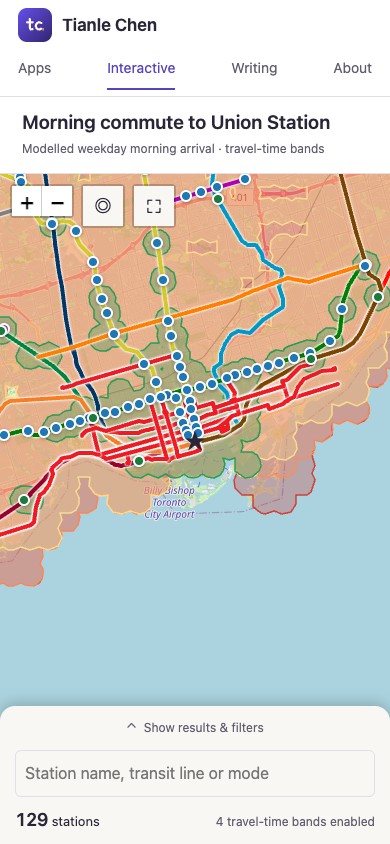 tc
Tianle Chen
Apps
Interactive
Writing
About
Morning commute to Union Station
Modelled weekday morning arrival · travel-time bands
+
−
401
Billy Bishop
Toronto
City Airport
Show results & filters
Station name, transit line or mode
129 stations
4 travel-time bands enabled